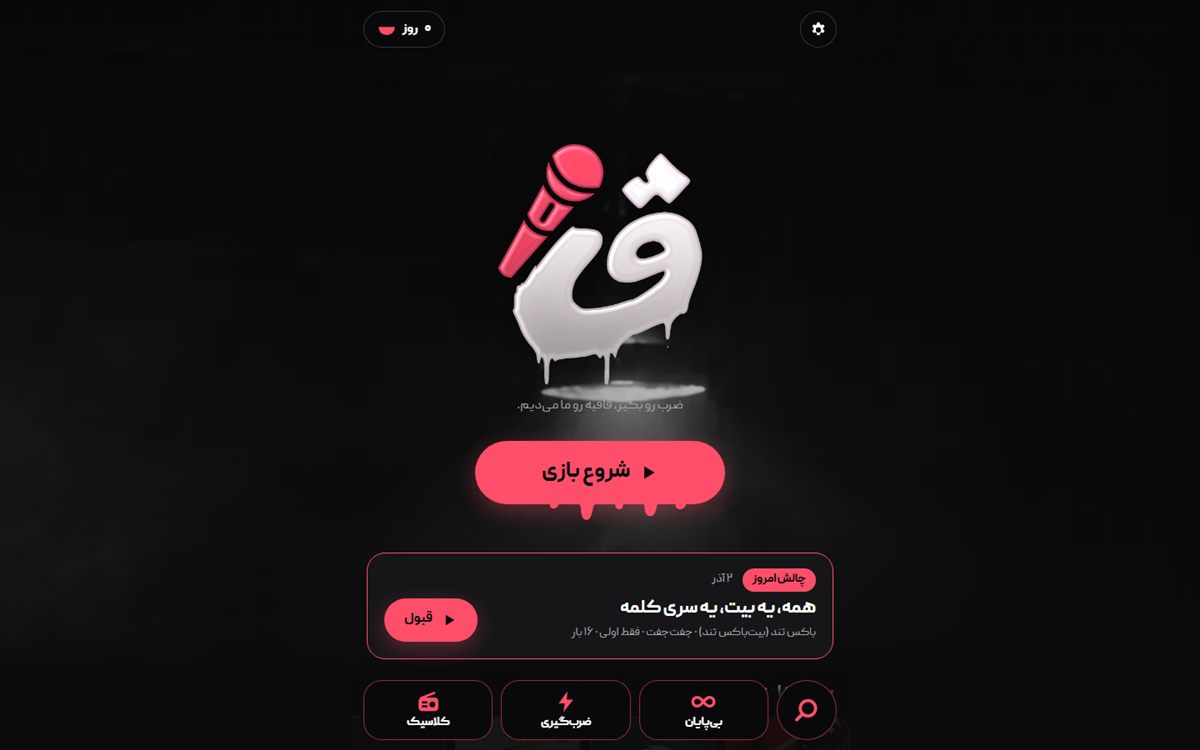 ۰ روز
قا
ضرب رو بگیر، قافیه رو ما می‌دیم.
شروع بازی
چالش امروز ۲ آذر
همه، یه بیت، یه سری کلمه
باکس تند (بیت‌باکس تند) · جفت‌جفت · فقط اولی · ۱۶ بار
قبول
بی‌پایان
ضرب‌گیری
کلاسیک